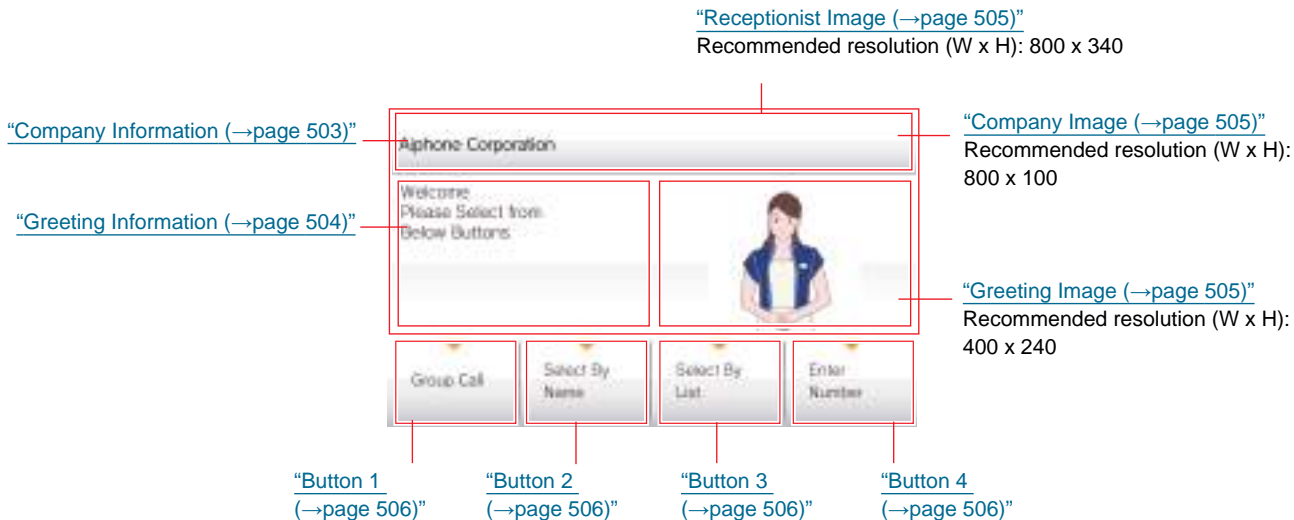 “Receptionist Image (→page 505)”
Recommended resolution (W x H): 800 x 340
“Company Information (→page 503)”
Aiphone Corporation
“Company Image (→page 505)”
Recommended resolution (W x H):
800 x 100
“Greeting Information (→page 504)”
Welcome
Please Select from
Below Buttons
“Greeting Image (→page 505)”
Recommended resolution (W x H):
400 x 240
Group Call
Select By
Name
Select By
List
Enter
Number
“Button 1
(→page 506)”
“Button 2
(→page 506)”
“Button 3
(→page 506)”
“Button 4
(→page 506)”